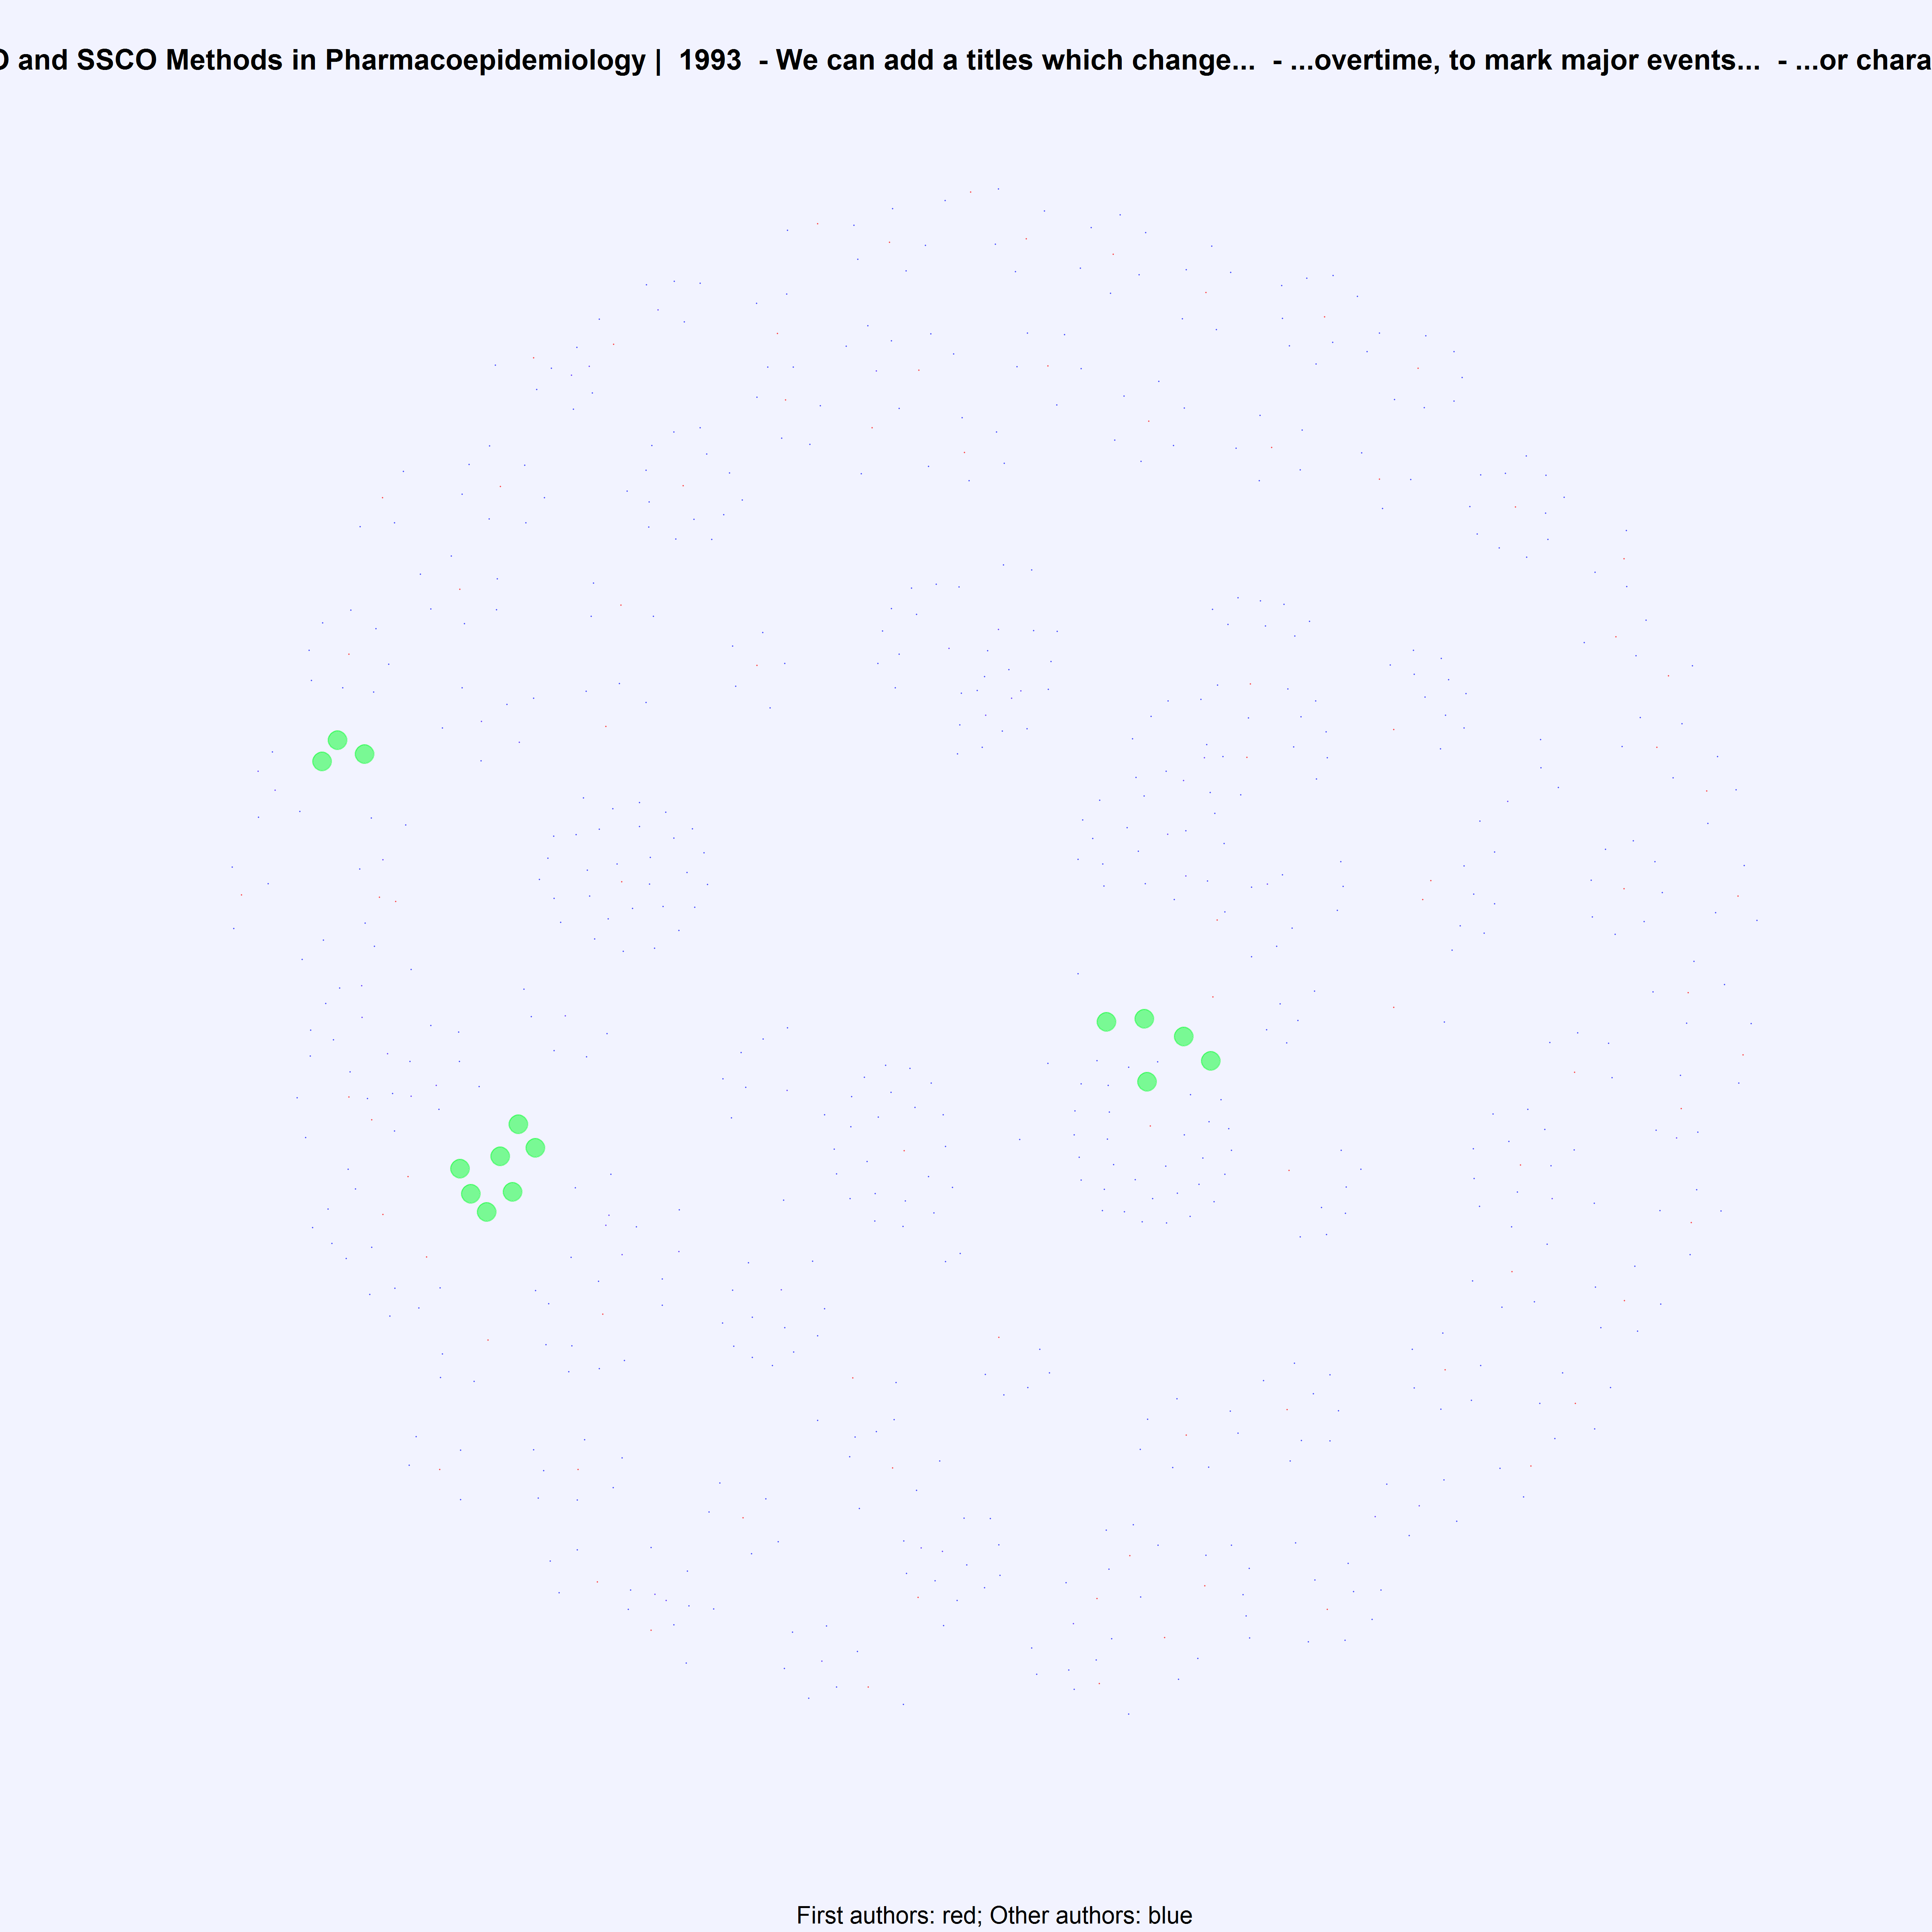 and SSCO Methods in Pharmacoepidemiology | 1993 - We can add a titles which change... - ...overtime, to mark major events... - ...or chara
First authors: red; Other authors: blue